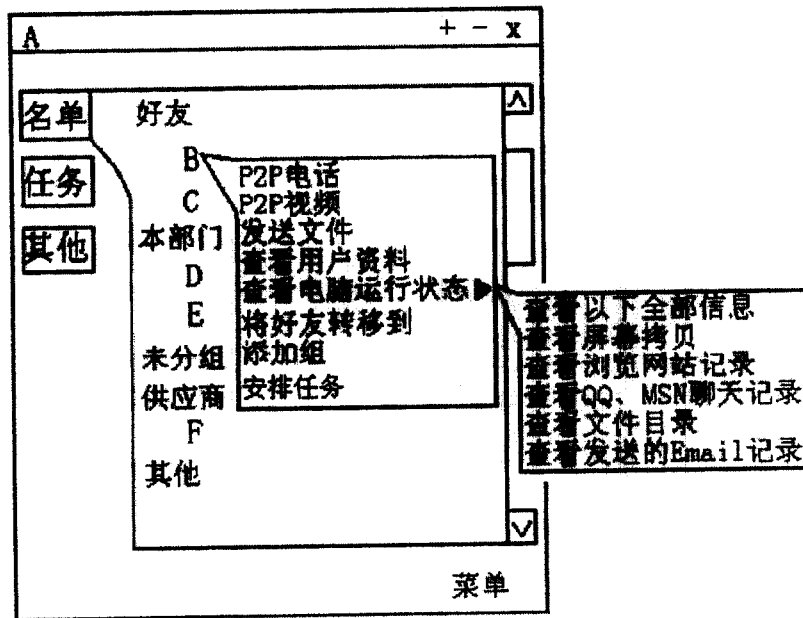 A
+ - x
名单
任务
其他
好友
B
C
本部门
D
E
未分组
供应商
F
其他
P2P电话
P2P视频
发送文件
查看用户资料
查看电脑运行状态▶
将好友转移到
添加组
安排任务
查看以下全部信息
查看屏幕拷贝
查看浏览网站记录
查看QQ、MSN聊天记录
查看文件目录
查看发送的Email记录
菜单